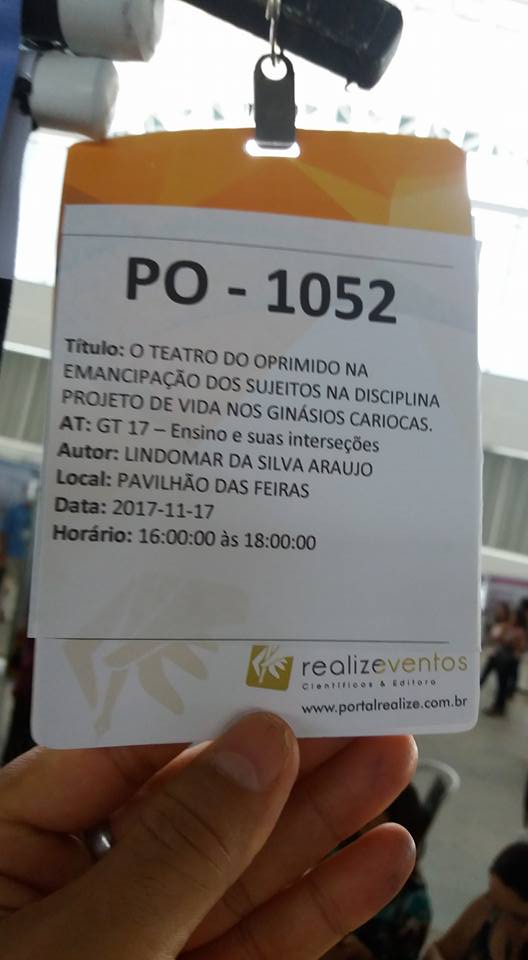 PO - 1052
Título: O TEATRO DO OPRIMIDO NA
EMANCIPAÇÃO DOS SUJEITOS NA DISCIPLINA
PROJETO DE VIDA NOS GINÁSIOS CARIOCAS.
AT: GT 17 – Ensino e suas interseções
Autor: LINDOMAR DA SILVA ARAUJO
Local: PAVILHÃO DAS FEIRAS
Data: 2017-11-17
Horário: 16:00:00 às 18:00:00
realizeventos
Científicos & Editora
www.portalrealize.com.br